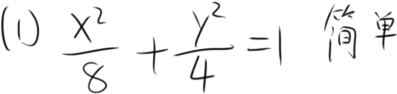 (1) x²/8 + y²/4 = 1 简单